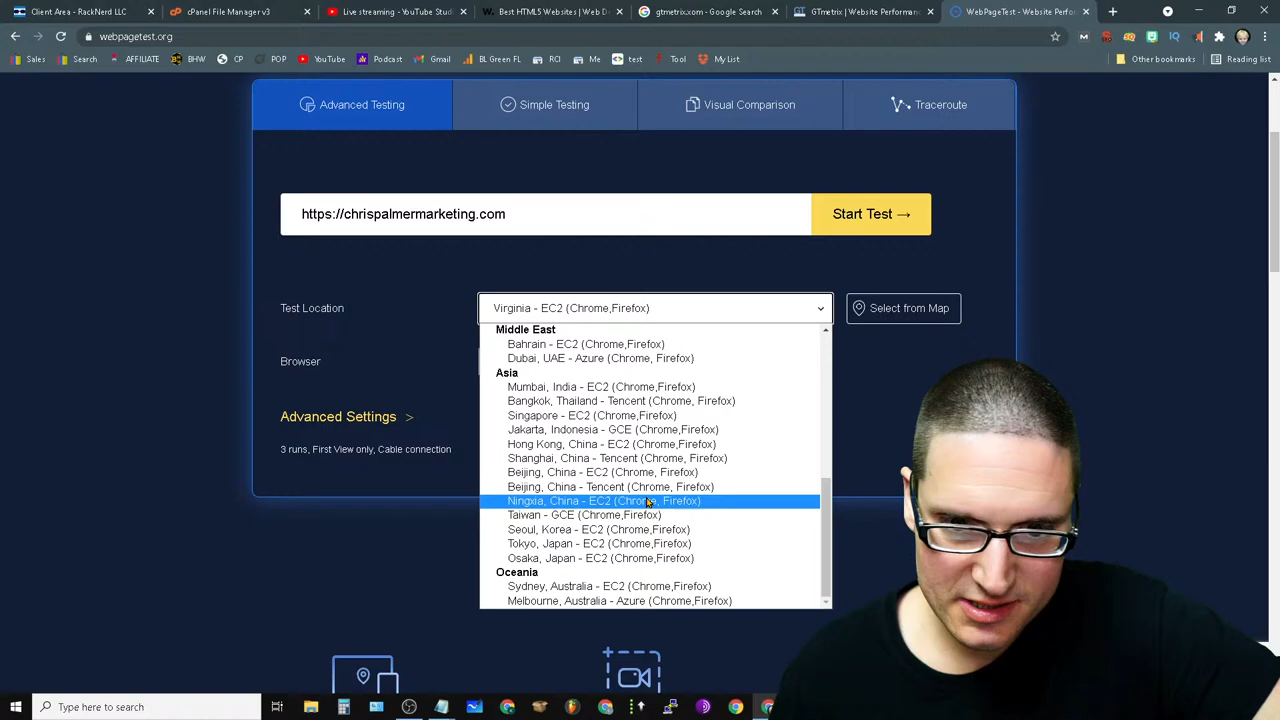 Client Area - RackNerd LLC
cPanel File Manager v3
Live streaming - YouTube Stud
Best HTML5 Websites | Web D
gtmetrix.com - Google Search
GTmetrix | Website Performan
WebPageTest - Website Perfor
webpagetest.org
Sales
Search
AFFILIATE
BHW
CP
POP
YouTube
Podcast
Gmail
BL Green FL
RCI
Me
test
Tool
My List
Other bookmarks
Reading list
Advanced Testing
Simple Testing
Visual Comparison
Traceroute
https://chrispalmermarketing.com
Start Test →
Test Location
Virginia - EC2 (Chrome,Firefox)
Select from Map
Browser
Advanced Settings >
3 runs, First View only, Cable connection
Middle East
Bahrain - EC2 (Chrome,Firefox)
Dubai, UAE - Azure (Chrome, Firefox)
Asia
Mumbai, India - EC2 (Chrome,Firefox)
Bangkok, Thailand - Tencent (Chrome, Firefox)
Singapore - EC2 (Chrome,Firefox)
Jakarta, Indonesia - GCE (Chrome,Firefox)
Hong Kong, China - EC2 (Chrome,Firefox)
Shanghai, China - Tencent (Chrome,Firefox)
Beijing, China - EC2 (Chrome, Firefox)
Beijing, China - Tencent (Chrome, Firefox)
Ningxia, China - EC2 (Chrome, Firefox)
Taiwan - GCE (Chrome,Firefox)
Seoul, Korea - EC2 (Chrome, Firefox)
Tokyo, Japan - EC2 (Chrome,Firefox)
Osaka, Japan - EC2 (Chrome, Firefox)
Oceania
Sydney, Australia - EC2 (Chrome,Firefox)
Melbourne, Australia - Azure (Chrome,Firefox)
Type here to search